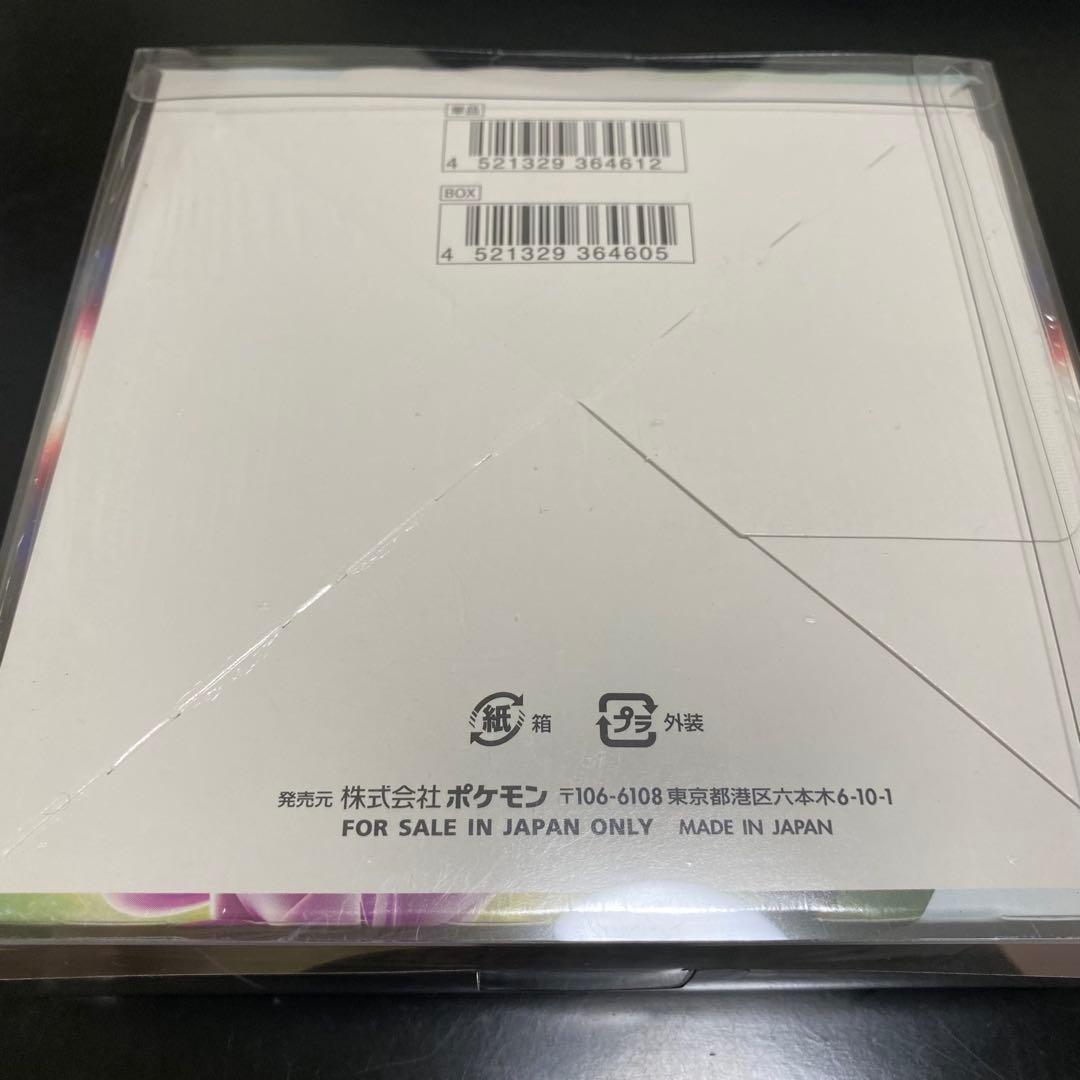 単品
4 521329 364612
BOX
4 521329 364605
紙 箱 プラ 外装
発売元 株式会社 ポケモン 〒106-6108 東京都港区六本木6-10-1
FOR SALE IN JAPAN ONLY MADE IN JAPAN